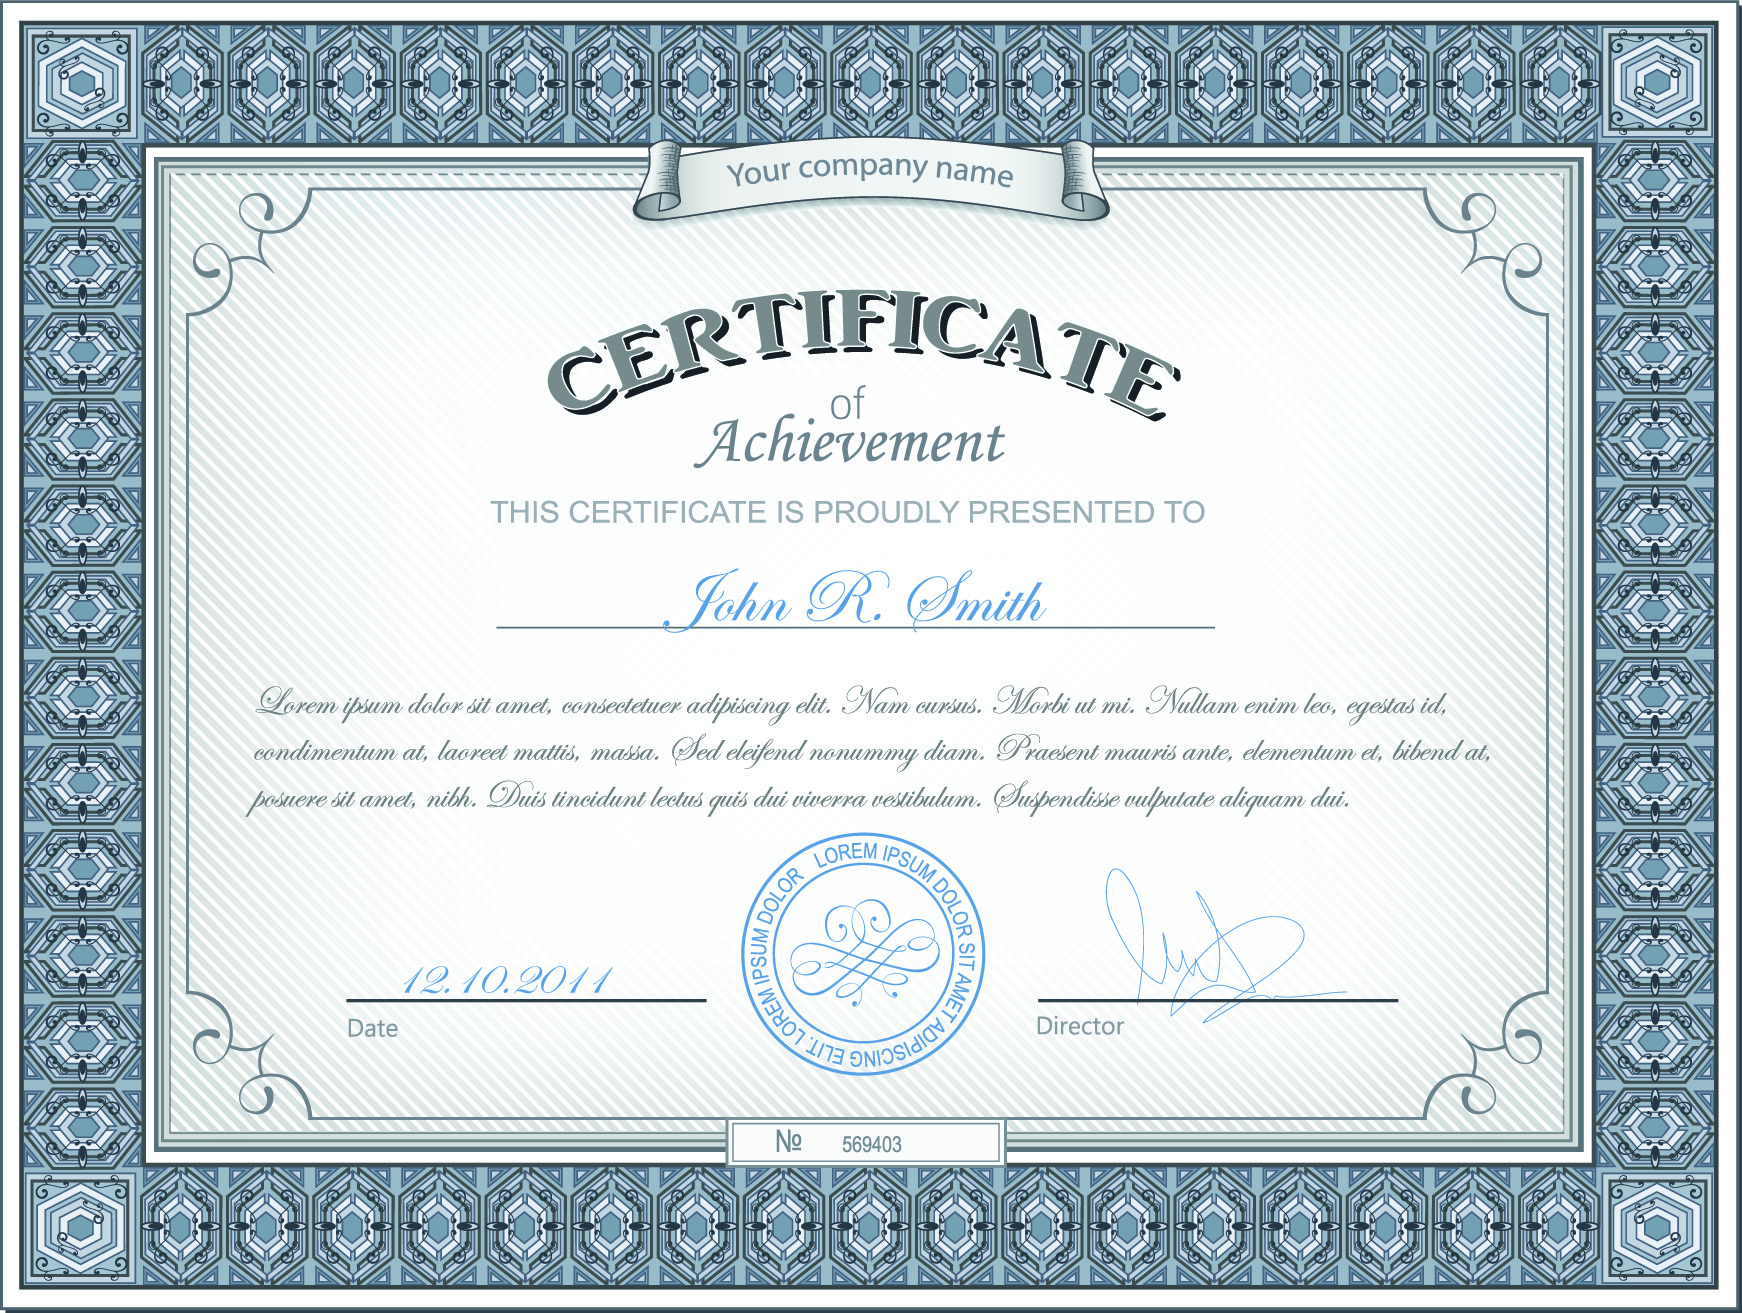 Your company name
CERTIFICATE
of
Achievement
THIS CERTIFICATE IS PROUDLY PRESENTED TO
John R. Smith
Lorem ipsum dolor sit amet, consectetuer adipiscing elit. Nam cursus. Morbi ut mi. Nullam enim leo, egestas id,
condimentum at, laoreet mattis, massa. Sed eleifend nonummy diam. Praesent mauris ante, elementum et, bibend at,
posuere sit amet, nibh. Duis tincidunt lectus quis dui viverra vestibulum. Suspendisse vulputate aliquam dui.
LOREM IPSUM DOLOR SIT AMET ADIPISCING ELIT. LOREM IPSUM DOLOR
12.10.2011
Date
Director
№ 569403